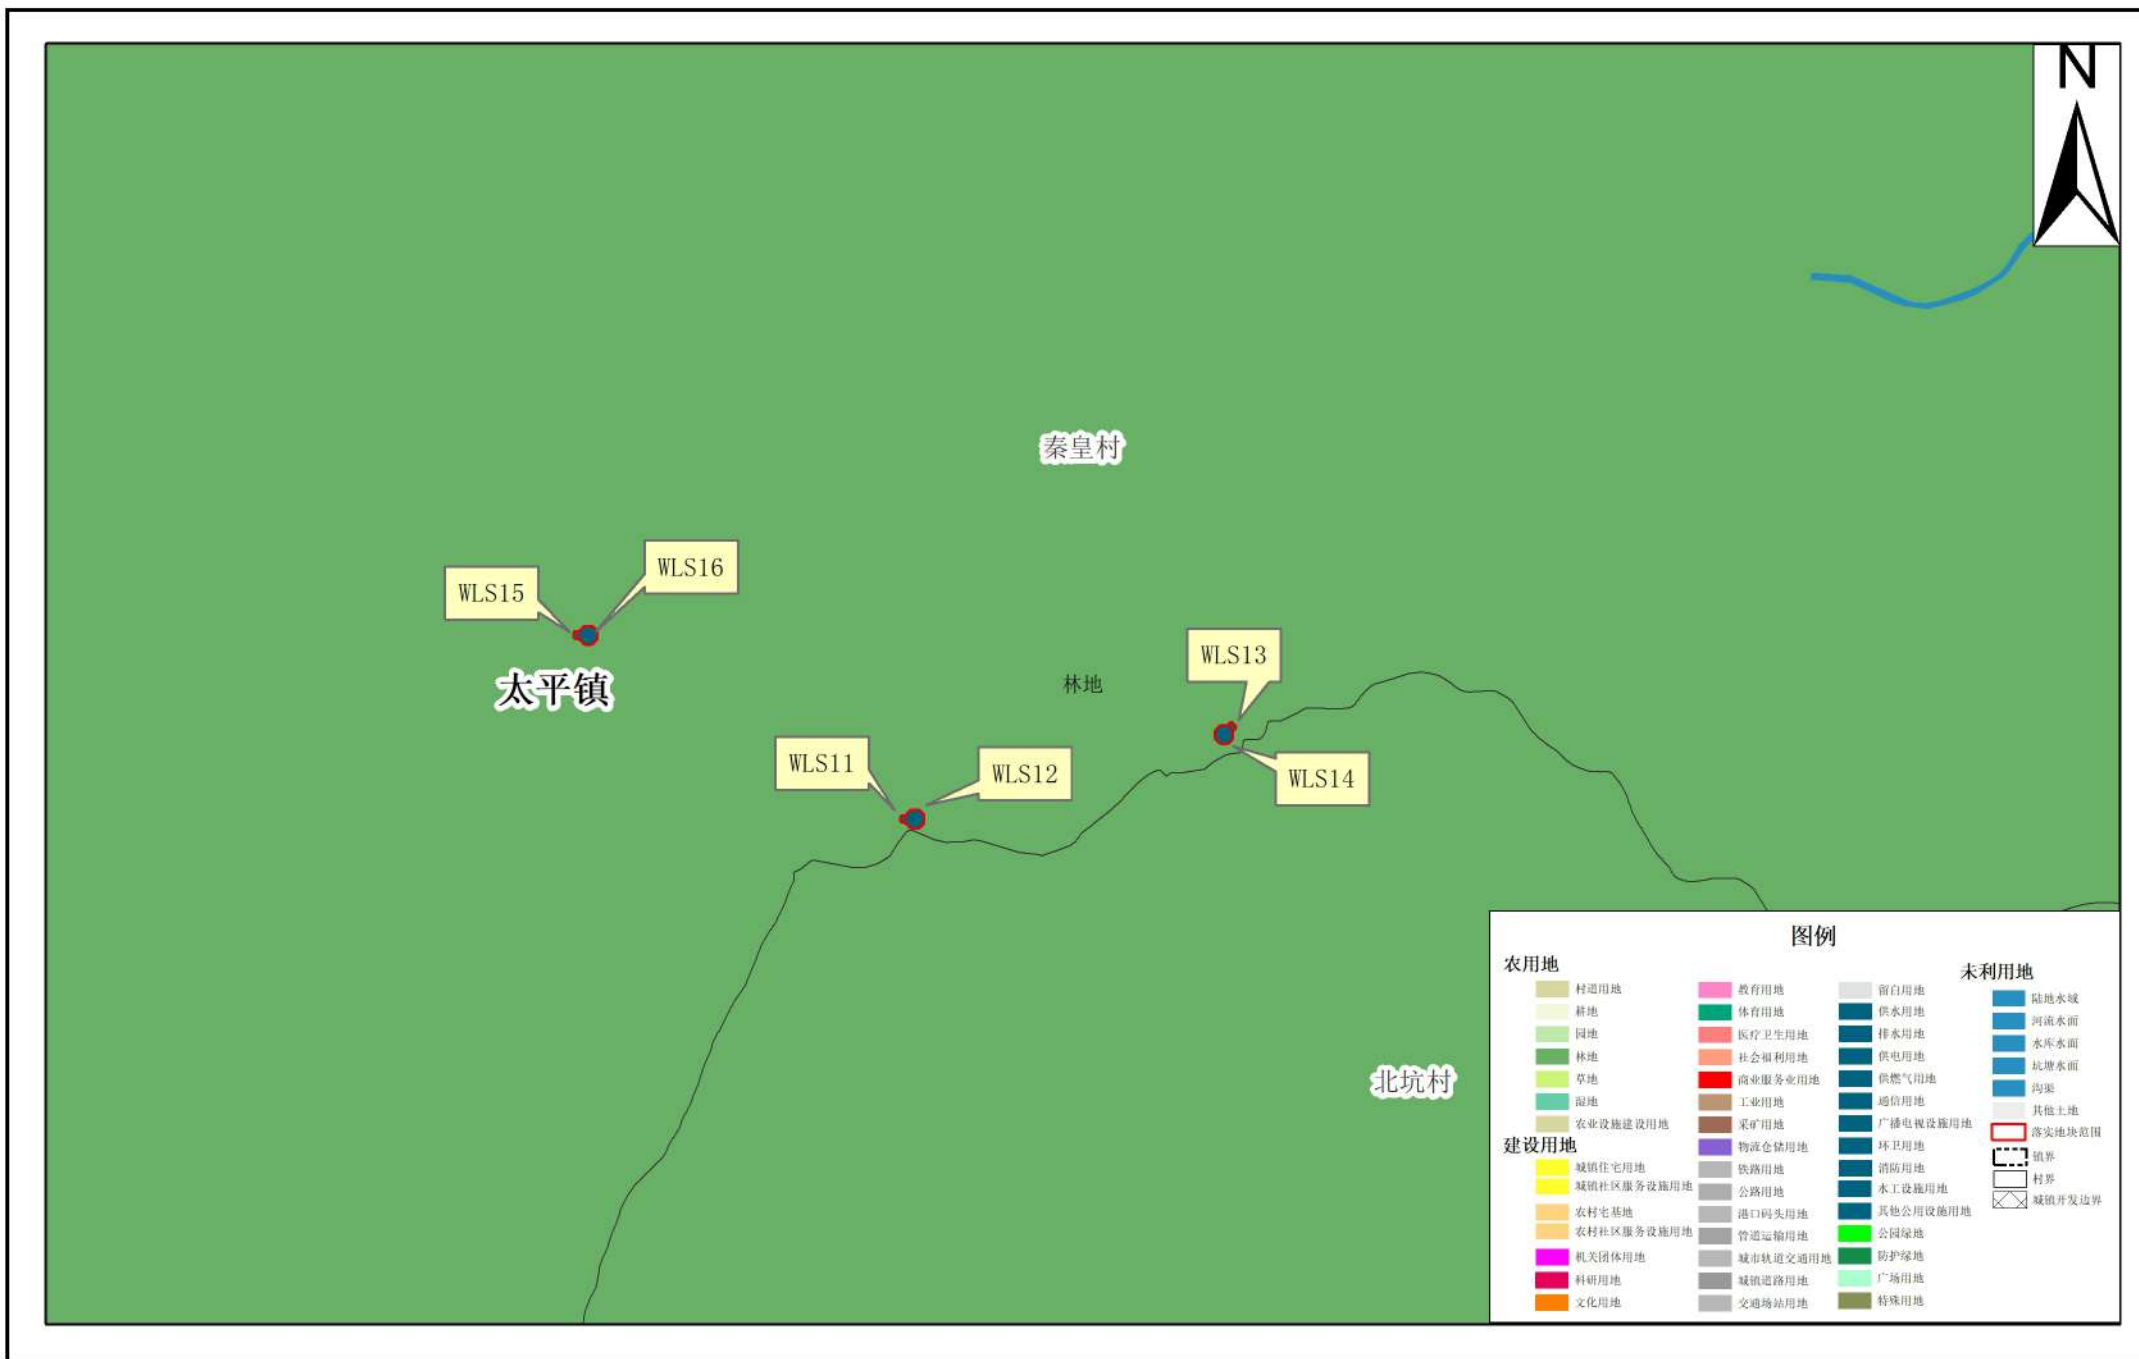 N
秦皇村
WLS16
WLS15
太平镇
WLS13
林地
WLS11
WLS12
WLS14
北坑村
图例
农用地
村道用地
耕地
园地
林地
草地
湿地
农业设施建设用地
建设用地
城镇住宅用地
城镇社区服务设施用地
农村宅基地
农村社区服务设施用地
机关团体用地
科研用地
文化用地
教育用地
体育用地
医疗卫生用地
社会福利用地
商业服务业用地
工业用地
采矿用地
物流仓储用地
铁路用地
公路用地
港口码头用地
管道运输用地
城市轨道交通用地
城镇道路用地
交通场站用地
留白用地
供水用地
排水用地
供电用地
供燃气用地
通信用地
广播电视设施用地
环卫用地
消防用地
水工设施用地
其他公用设施用地
公园绿地
防护绿地
广场用地
特殊用地
未利用地
陆地水域
河流水面
水库水面
坑塘水面
沟渠
其他土地
落实地块范围
镇界
村界
城镇开发边界